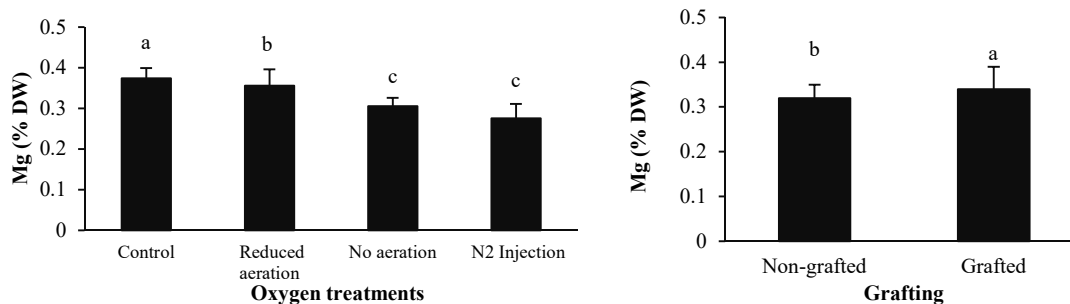 0.5
0.4
0.3
0.2
0.1
0
Mg (% DW)
a
b
c
c
Control
Reduced
aeration
No aeration
N2 Injection
Oxygen treatments
0.5
0.4
0.3
0.2
0.1
0
Mg (% DW)
b
a
Non-grafted
Grafted
Grafting